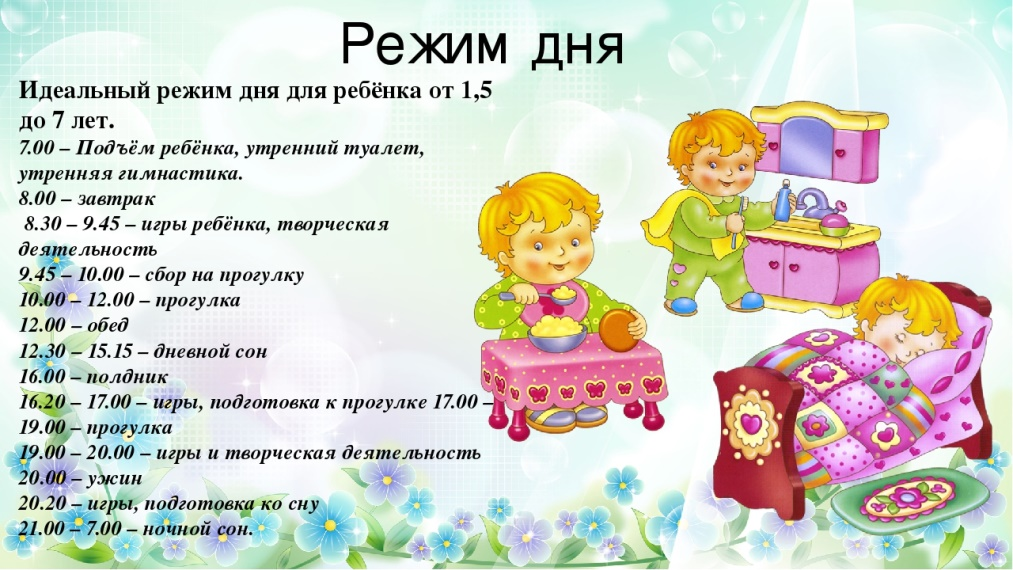 Режим дня
Идеальный режим дня для ребёнка от 1,5
до 7 лет.
7.00 – Подъём ребёнка, утренний туалет,
утренняя гимнастика.
8.00 – завтрак
8.30 – 9.45 – игры ребёнка, творческая
деятельность
9.45 – 10.00 – сбор на прогулку
10.00 – 12.00 – прогулка
12.00 – обед
12.30 – 15.15 – дневной сон
16.00 – полдник
16.20 – 17.00 – игры, подготовка к прогулке 17.00 –
19.00 – прогулка
19.00 – 20.00 – игры и творческая деятельность
20.00 – ужин
20.20 – игры, подготовка ко сну
21.00 – 7.00 – ночной сон.